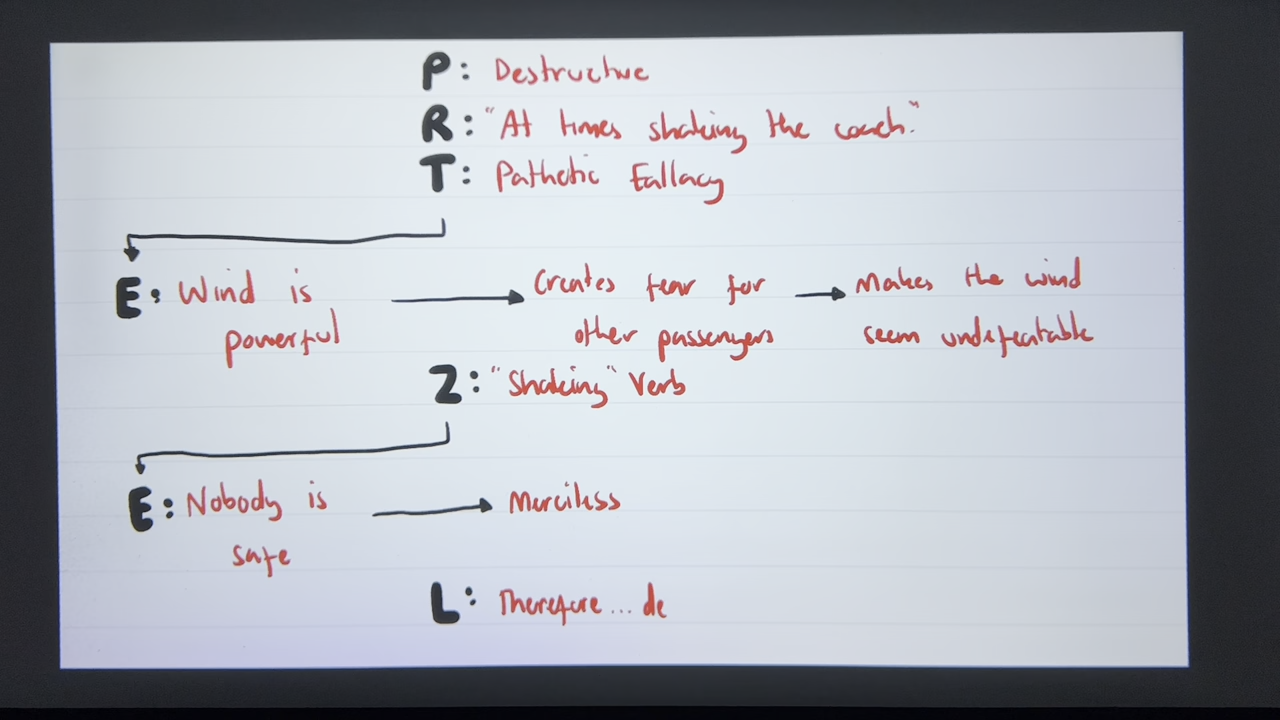 P: Destructive
R: "At times shaking the coach."
T: Pathetic Fallacy
E: Wind is powerful → Creates fear for other passengers → Makes the wind seem undefeatable
Z: "Shaking" Verb
E: Nobody is safe → Merciless
L: Therefore... de